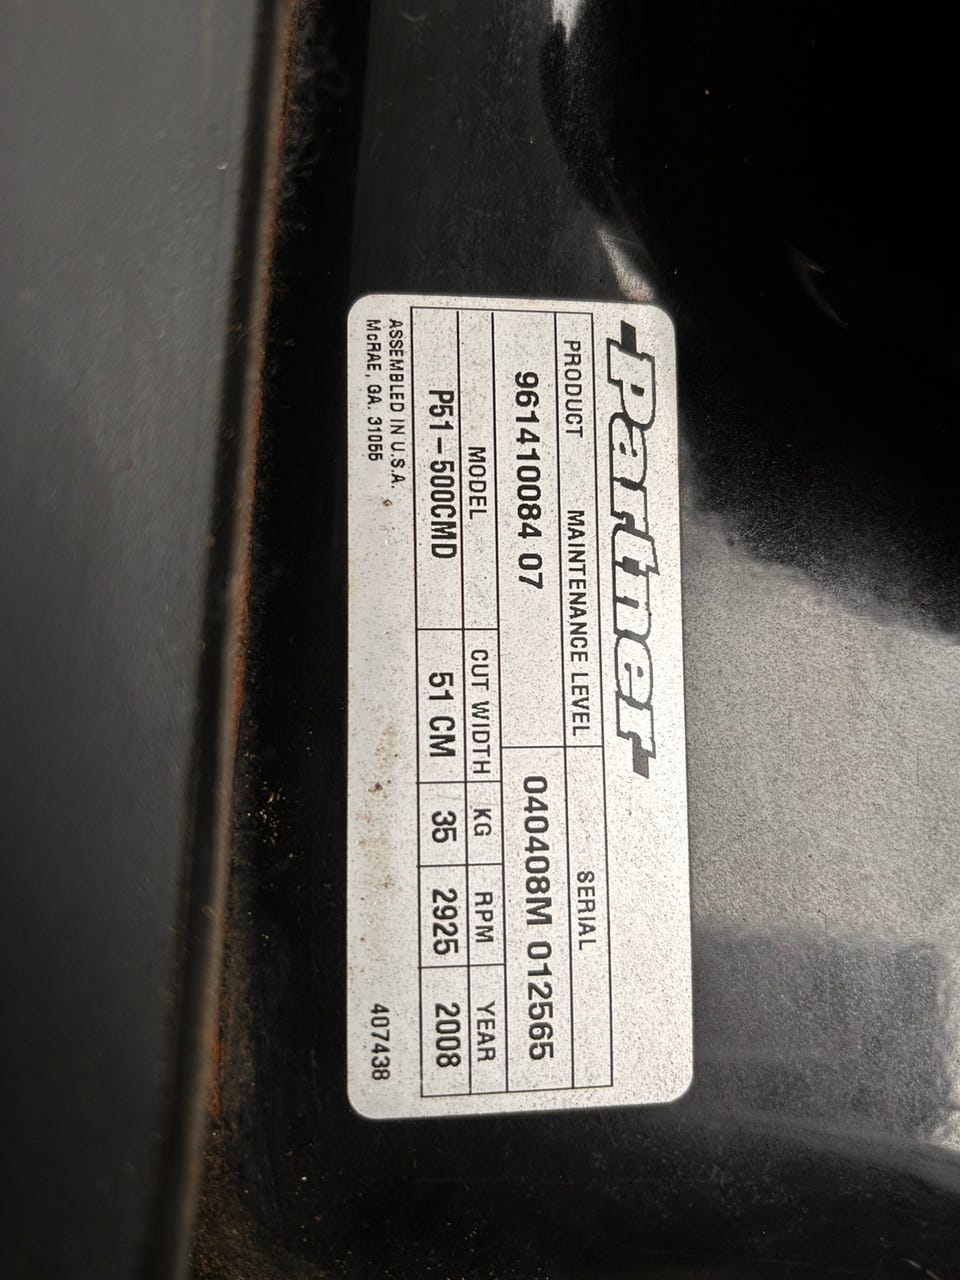 Partner
PRODUCT MAINTENANCE LEVEL SERIAL
961410084 07 040408M 012565
MODEL CUT WIDTH KG RPM YEAR
P51-500CMD 51 CM 35 2925 2008
ASSEMBLED IN U.S.A.
McRAE, GA. 31055 407438